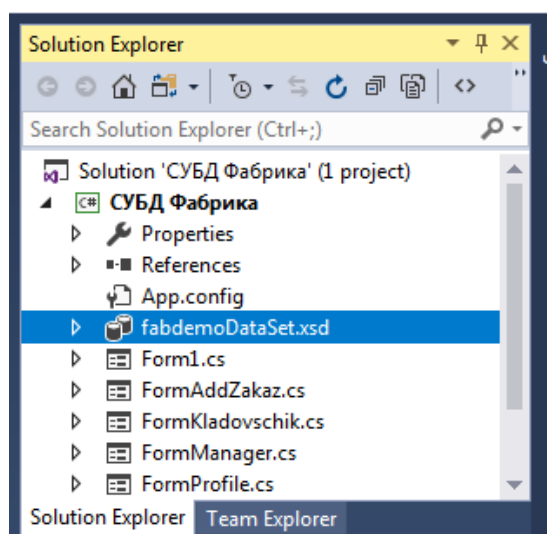 Solution Explorer
Search Solution Explorer (Ctrl+;)
Solution 'СУБД Фабрика' (1 project)
C# СУБД Фабрика
Properties
References
App.config
fabdemoDataSet.xsd
Form1.cs
FormAddZakaz.cs
FormKladovschik.cs
FormManager.cs
FormProfile.cs
Solution Explorer Team Explorer